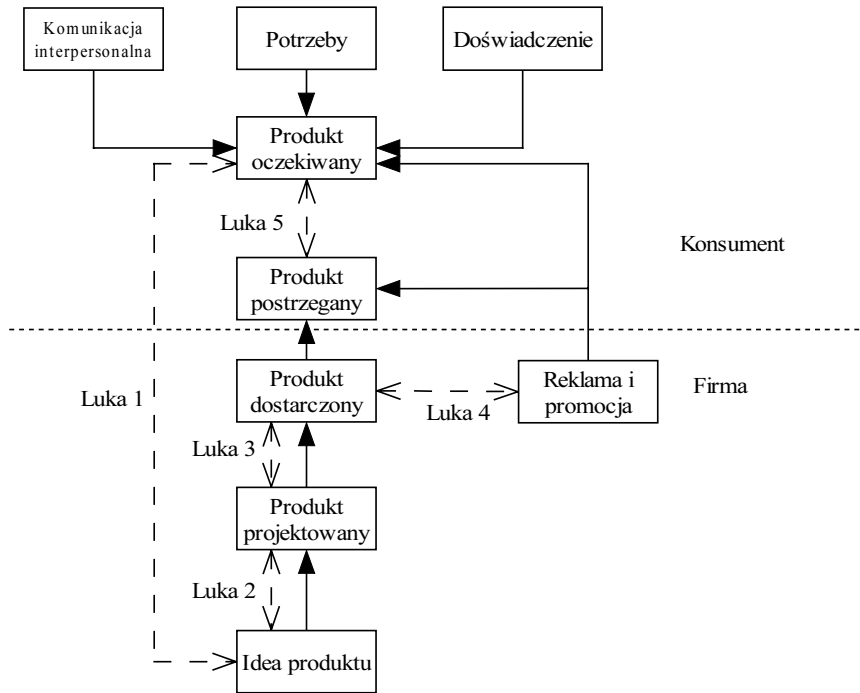 Komunikacja
interpersonalna
Potrzeby
Doświadczenie
Produkt
oczekiwany
Luka 5
Konsument
Produkt
postrzegany
Produkt
dostarczony
Reklama i
promocja
Firma
Luka 1
Luka 4
Luka 3
Produkt
projektowany
Luka 2
Idea produktu